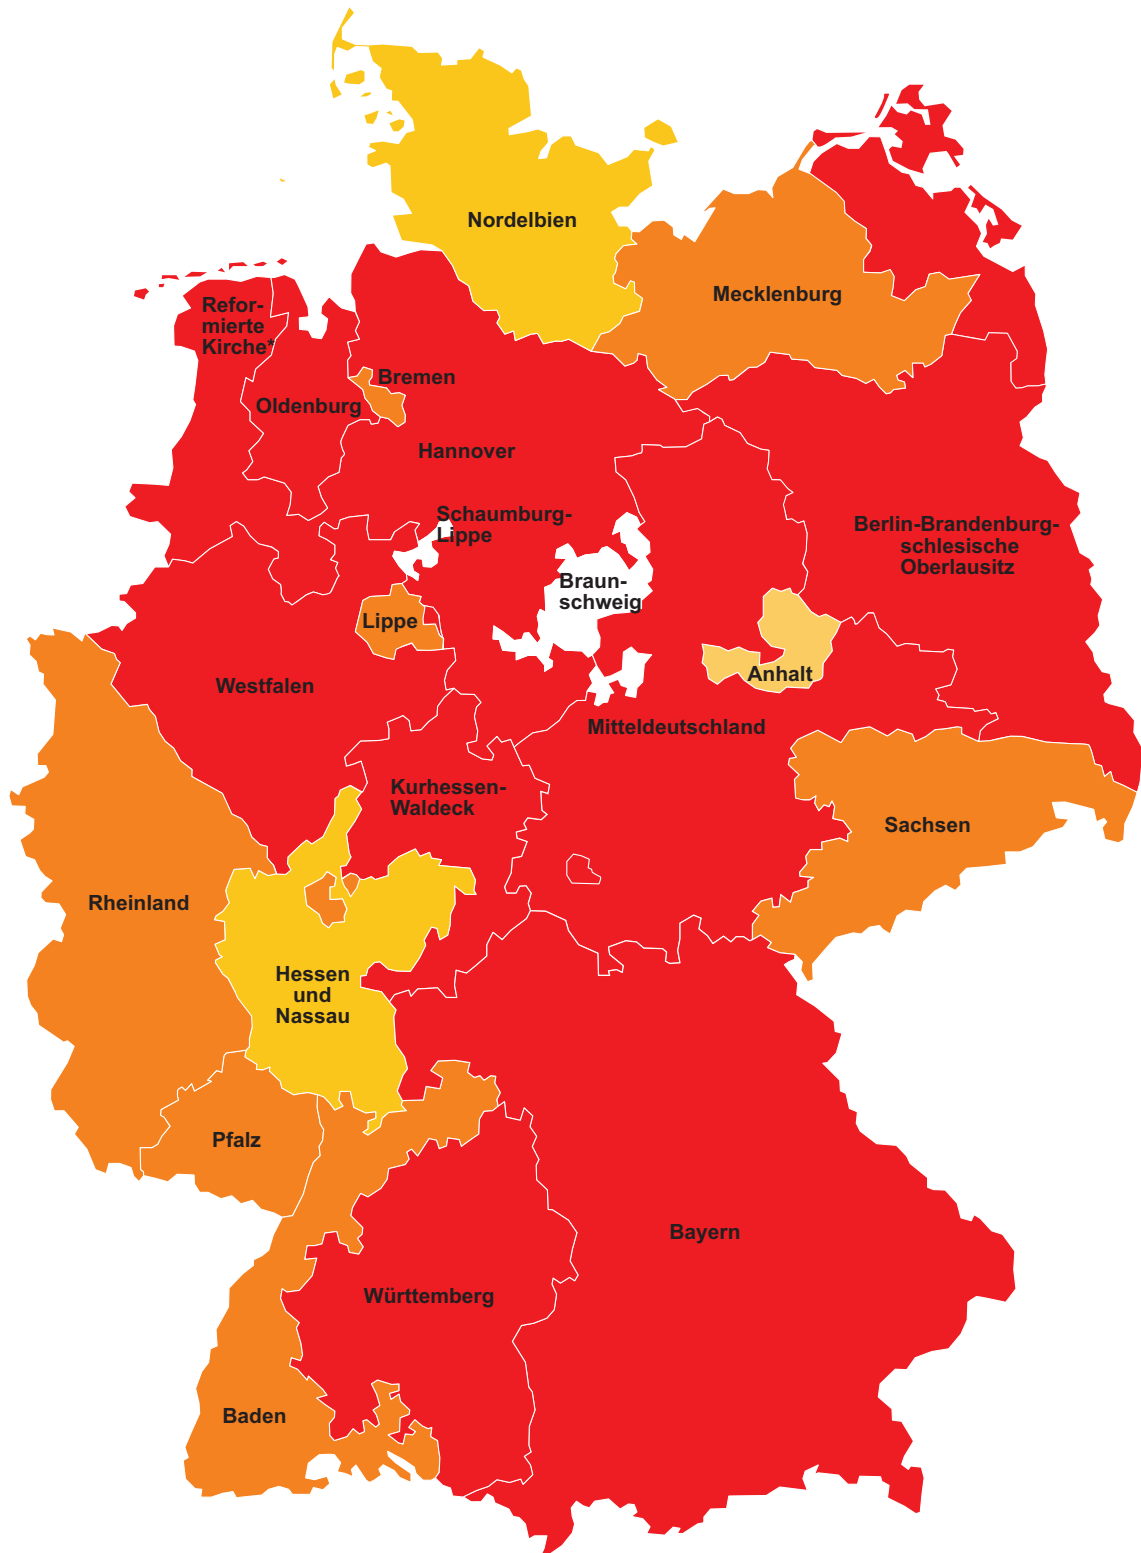 Nordelbien
Mecklenburg
Refor-
mierte
Kirche*
Bremen
Oldenburg
Hannover
Schaumburg-
Lippe
Berlin-Brandenburg-
schlesische
Oberlausitz
Braun-
schweig
Lippe
Westfalen
Anhalt
Mitteldeutschland
Kurhessen-
Waldeck
Sachsen
Rheinland
Hessen
und
Nassau
Pfalz
Bayern
Württemberg
Baden